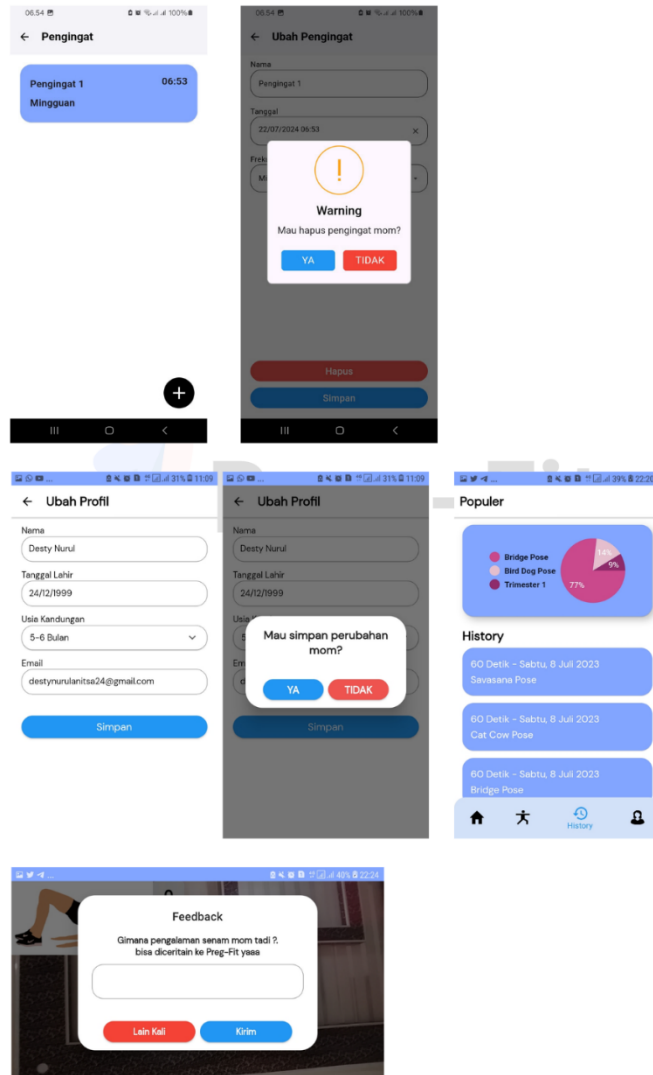 06.54
100%
Pengingat
Pengingat 1
06:53
Mingguan
06.54
100%
Ubah Pengingat
Nama
Pengingat 1
Tanggal
22/07/2024 06:53
Warning
Mau hapus pengingat mom?
YA
TIDAK
Hapus
Simpan
31% 11:09
Ubah Profil
Nama
Desty Nurul
Tanggal Lahir
24/12/1999
Usia Kandungan
5-6 Bulan
Email
destynurulanitsa24@gmail.com
Simpan
31% 11:09
Ubah Profil
Nama
Desty Nurul
Tanggal Lahir
24/12/1999
Mau simpan perubahan
mom?
YA
TIDAK
Simpan
39% 22:20
Populer
Bridge Pose
Bird Dog Pose
Trimester 1
14%
9%
77%
History
60 Detik - Sabtu, 8 Juli 2023
Savasana Pose
60 Detik - Sabtu, 8 Juli 2023
Cat Cow Pose
60 Detik - Sabtu, 8 Juli 2023
Bridge Pose
History
40% 22:24
Feedback
Gimana pengalaman senam mom tadi ?.
bisa diceritain ke Preg-Fit yaaa
Lain Kali
Kirim